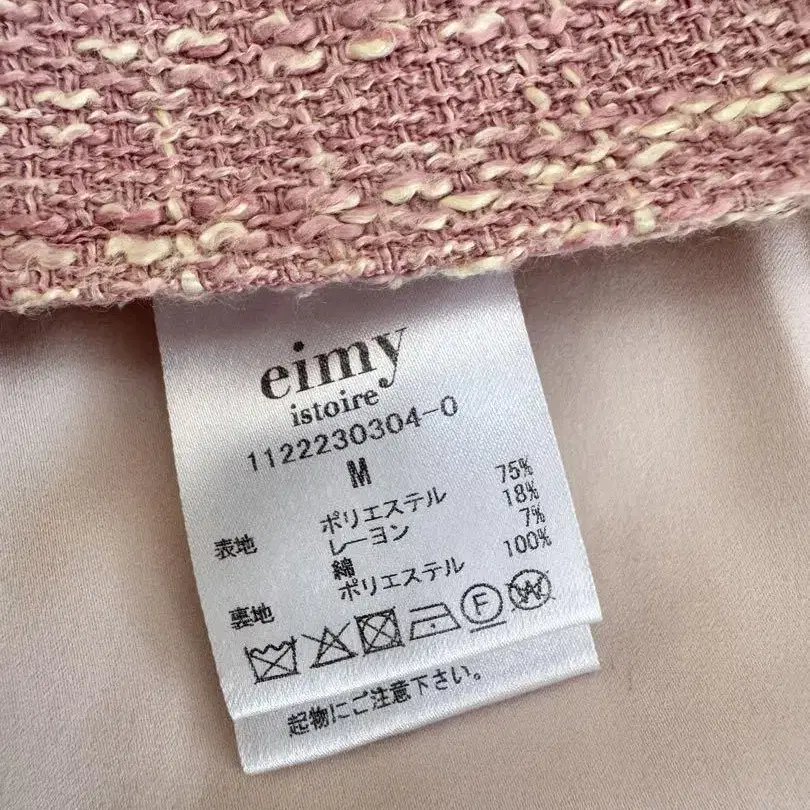 eimy
istoire
1122230304-0
M
表地 ポリエステル 75%
レーヨン 18%
綿 7%
裏地 ポリエステル 100%
F
W
起物にご注意下さい。